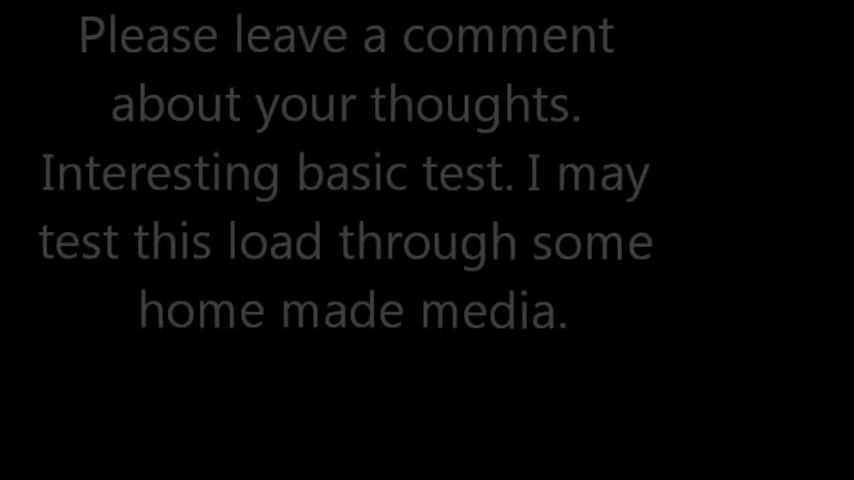 Please leave a comment
about your thoughts.
Interesting basic test. I may
test this load through some
home made media.